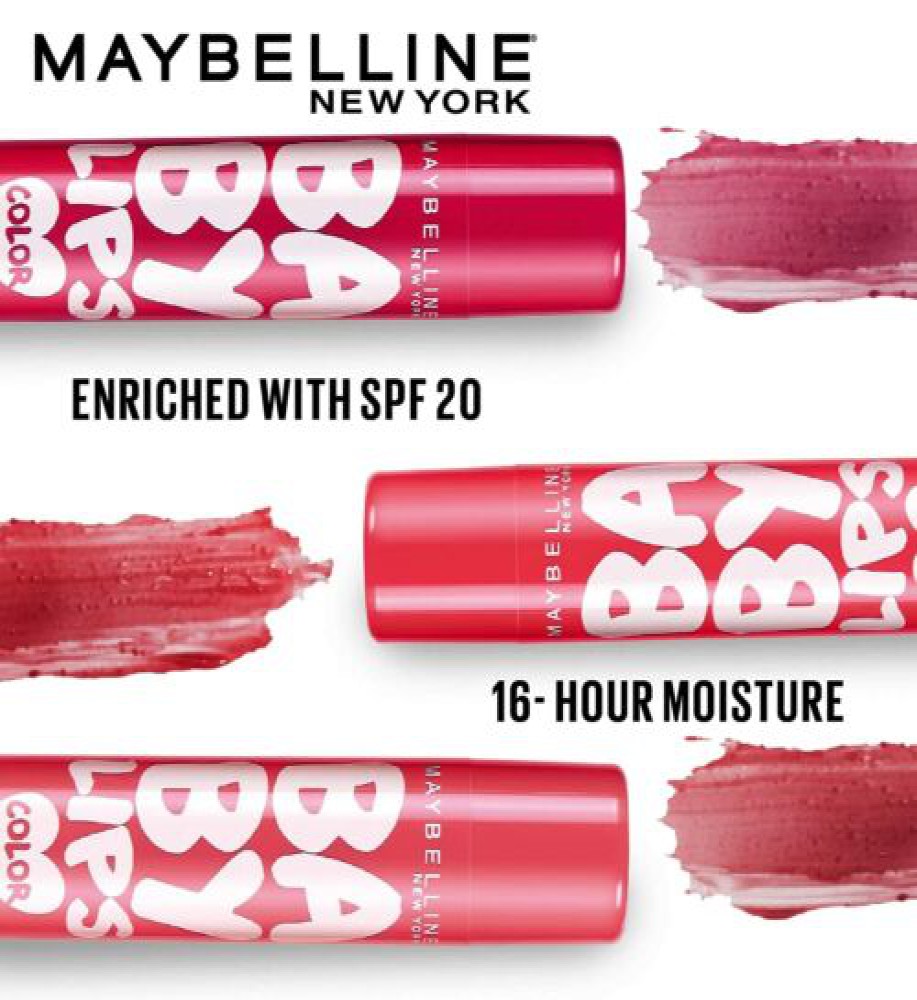 MAYBELLINE
NEW YORK
BABY
LIPS
COLOR
MAYBELLINE
NEW YORK
ENRICHED WITH SPF 20
MAYBELLINE
NEW YORK
BABY
LIPS
16- HOUR MOISTURE
BABY
LIPS
COLOR
MAYBELLINE
NEW YORK